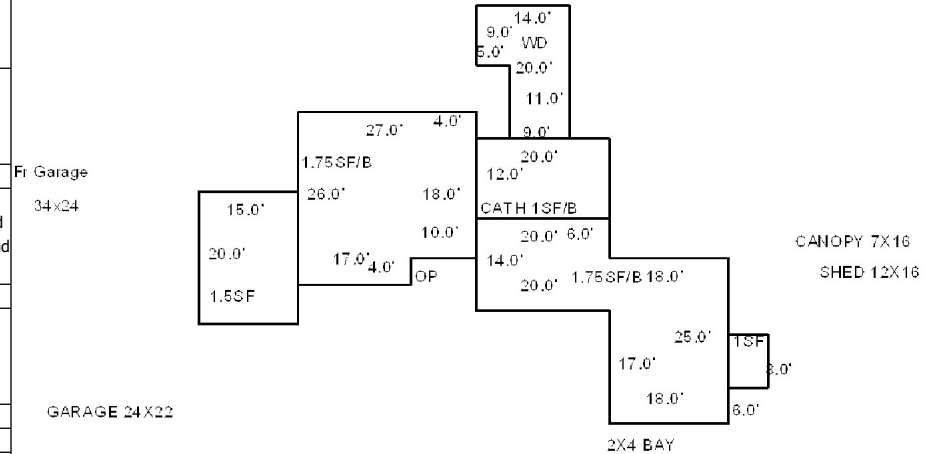 14.0'
9.0'
WD
5.0'
20.0'
11.0'
9.0'
4.0'
27.0'
20.0'
1.75SF/B
12.0'
Fr Garage
26.0'
18.0'
34x24
15.0'
CATH 1SF/B
d
10.0'
20.0' 6.0'
CANOPY 7X16
nd
20.0'
17.0'
4.0'
14.0'
OP
1.75SF/B 18.0'
SHED 12X16
20.0'
1.5SF
25.0'
1SF
17.0'
8.0'
18.0'
GARAGE 24X22
6.0'
2X4 BAY